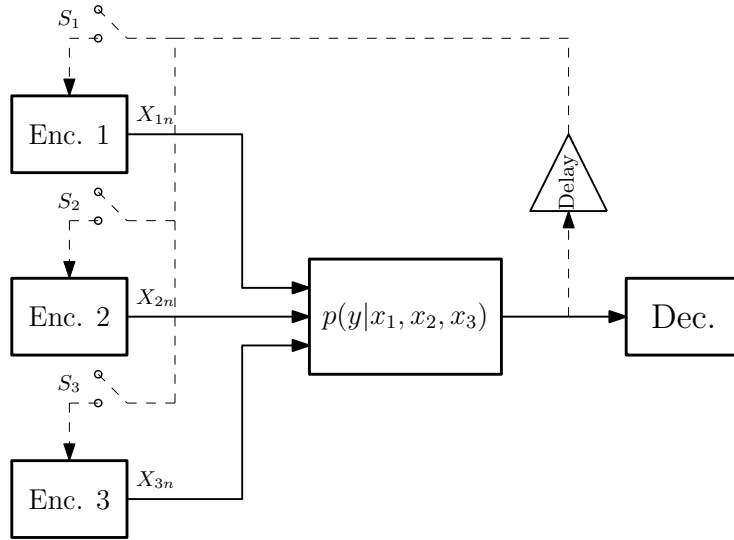 S₁
Enc. 1
X₁ₙ
Delay
S₂
Enc. 2
X₂ₙ
p(y|x₁, x₂, x₃)
Dec.
S₃
Enc. 3
X₃ₙ